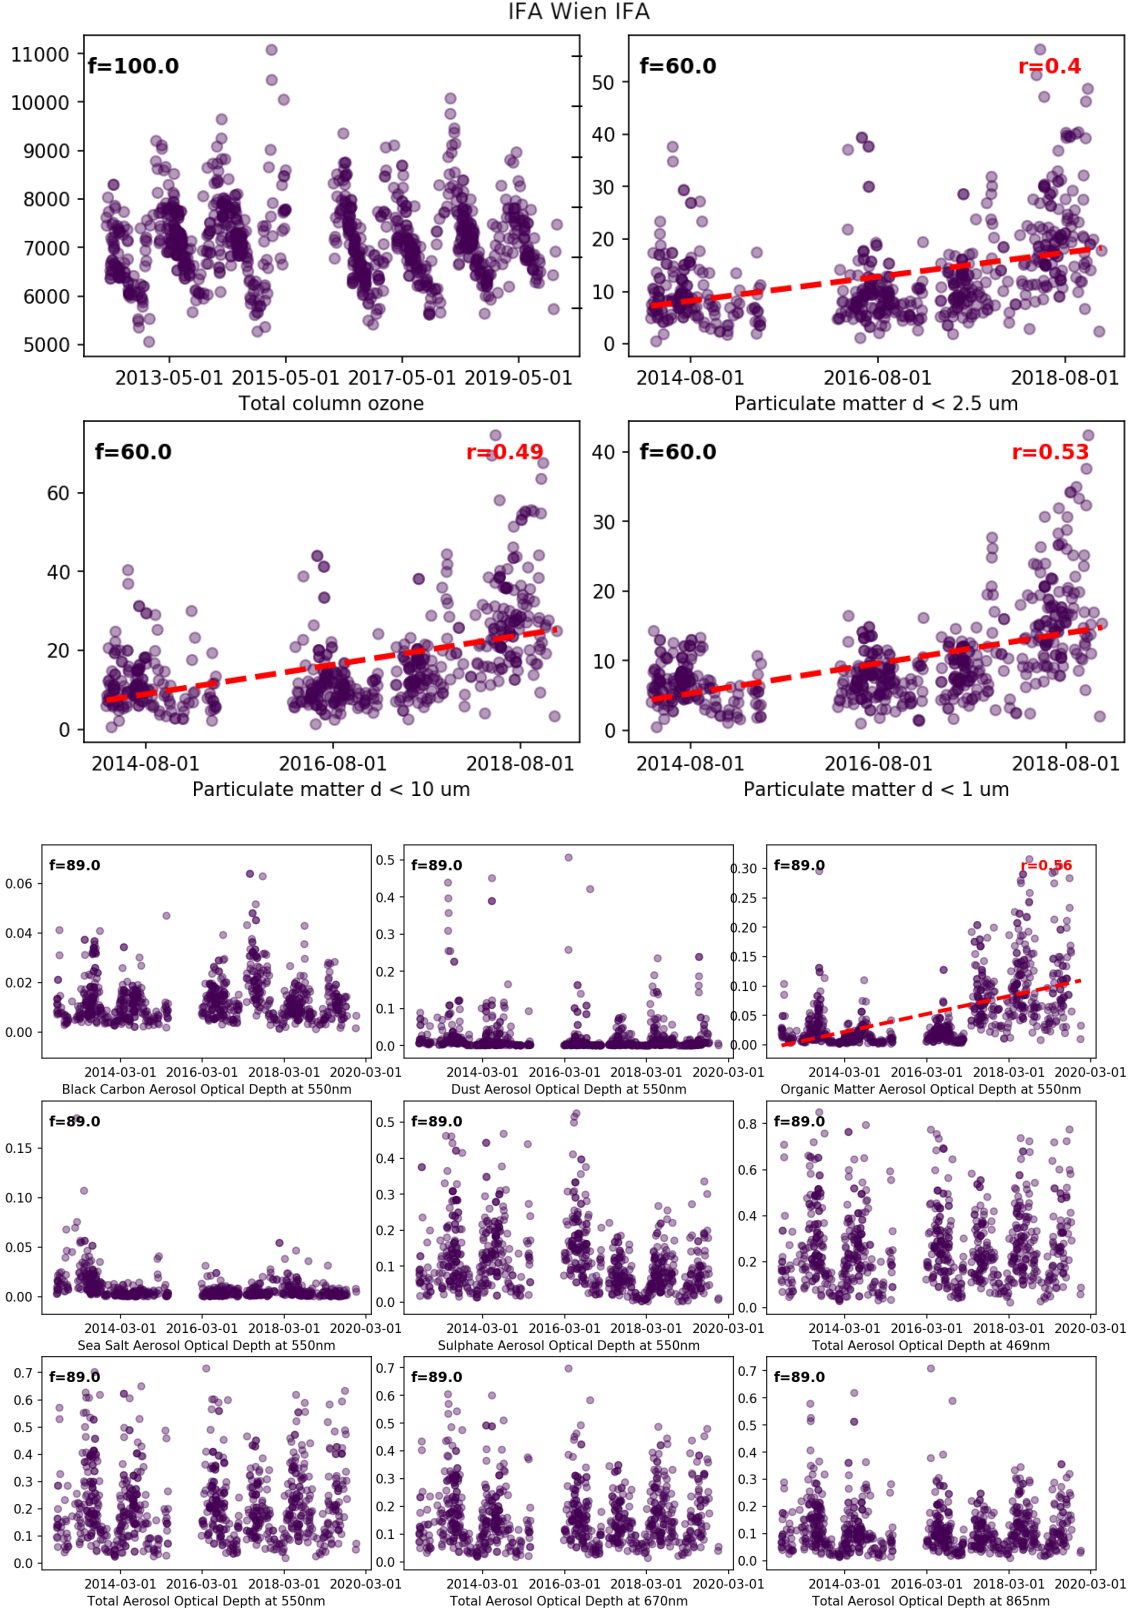 IFA Wien IFA
f=100.0
11000
10000
9000
8000
7000
6000
5000
2013-05-01 2015-05-01 2017-05-01 2019-05-01
Total column ozone
f=60.0 r=0.4
50
40
30
20
10
0
2014-08-01 2016-08-01 2018-08-01
Particulate matter d < 2.5 um
f=60.0 r=0.49
60
40
20
0
2014-08-01 2016-08-01 2018-08-01
Particulate matter d < 10 um
f=60.0 r=0.53
40
30
20
10
0
2014-08-01 2016-08-01 2018-08-01
Particulate matter d < 1 um
f=89.0
0.06
0.04
0.02
0.00
2014-03-01 2016-03-01 2018-03-01 2020-03-01
Black Carbon Aerosol Optical Depth at 550nm
f=89.0
0.5
0.4
0.3
0.2
0.1
0.0
2014-03-01 2016-03-01 2018-03-01 2020-03-01
Dust Aerosol Optical Depth at 550nm
f=89.0 r=0.56
0.30
0.25
0.20
0.15
0.10
0.05
0.00
2014-03-01 2016-03-01 2018-03-01 2020-03-01
Organic Matter Aerosol Optical Depth at 550nm
f=89.0
0.15
0.10
0.05
0.00
2014-03-01 2016-03-01 2018-03-01 2020-03-01
Sea Salt Aerosol Optical Depth at 550nm
f=89.0
0.5
0.4
0.3
0.2
0.1
0.0
2014-03-01 2016-03-01 2018-03-01 2020-03-01
Sulphate Aerosol Optical Depth at 550nm
f=89.0
0.8
0.6
0.4
0.2
0.0
2014-03-01 2016-03-01 2018-03-01 2020-03-01
Total Aerosol Optical Depth at 469nm
f=89.0
0.7
0.6
0.5
0.4
0.3
0.2
0.1
0.0
2014-03-01 2016-03-01 2018-03-01 2020-03-01
Total Aerosol Optical Depth at 550nm
f=89.0
0.7
0.6
0.5
0.4
0.3
0.2
0.1
0.0
2014-03-01 2016-03-01 2018-03-01 2020-03-01
Total Aerosol Optical Depth at 670nm
f=89.0
0.7
0.6
0.5
0.4
0.3
0.2
0.1
0.0
2014-03-01 2016-03-01 2018-03-01 2020-03-01
Total Aerosol Optical Depth at 865nm